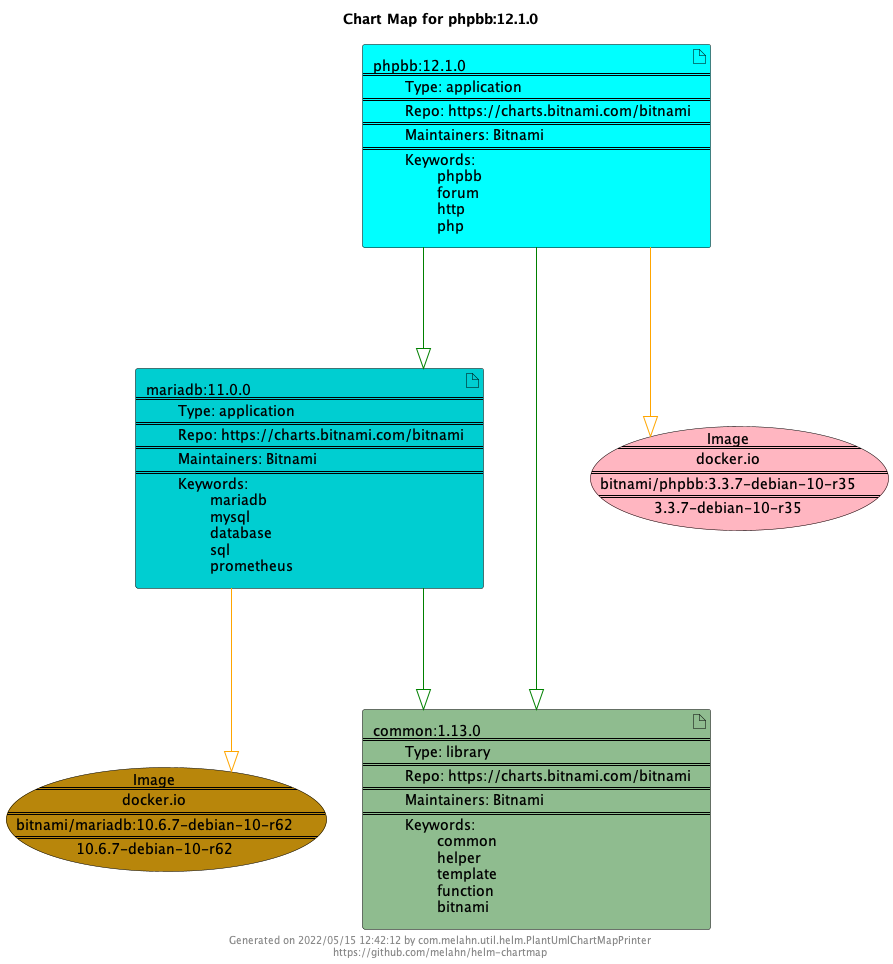 Chart Map for phpbb:12.1.0
phpbb:12.1.0
Type: application
Repo: https://charts.bitnami.com/bitnami
Maintainers: Bitnami
Keywords:
phpbb
forum
http
php
mariadb:11.0.0
Type: application
Repo: https://charts.bitnami.com/bitnami
Maintainers: Bitnami
Keywords:
mariadb
mysql
database
sql
prometheus
Image
docker.io
bitnami/phpbb:3.3.7-debian-10-r35
3.3.7-debian-10-r35
Image
docker.io
bitnami/mariadb:10.6.7-debian-10-r62
10.6.7-debian-10-r62
common:1.13.0
Type: library
Repo: https://charts.bitnami.com/bitnami
Maintainers: Bitnami
Keywords:
common
helper
template
function
bitnami
Generated on 2022/05/15 12:42:12 by com.melahn.util.helm.PlantUmlChartMapPrinter
https://github.com/melahn/helm-chartmap